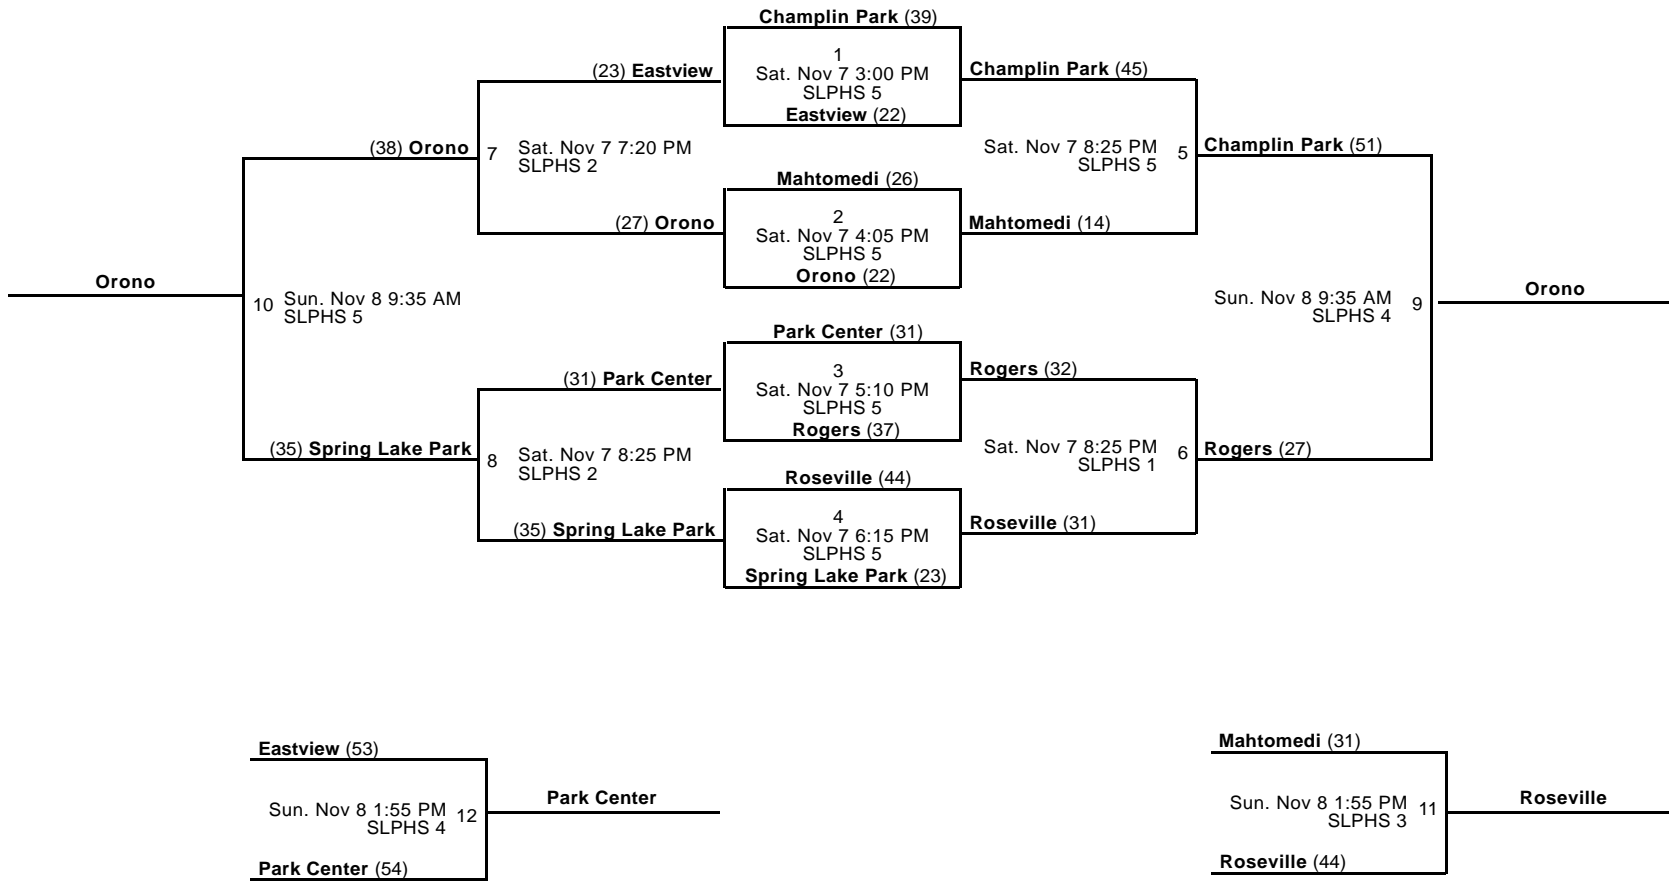 Champlin Park (39)
1
Sat. Nov 7 3:00 PM
SLPHS 5
Eastview (22)
(23) Eastview
Champlin Park (45)
(38) Orono
7 Sat. Nov 7 7:20 PM
SLPHS 2
Sat. Nov 7 8:25 PM 5
SLPHS 5
Champlin Park (51)
Mahtomedi (26)
2
Sat. Nov 7 4:05 PM
SLPHS 5
Orono (22)
(27) Orono
Mahtomedi (14)
Orono
10 Sun. Nov 8 9:35 AM
SLPHS 5
Sun. Nov 8 9:35 AM 9
SLPHS 4
Orono
Park Center (31)
3
Sat. Nov 7 5:10 PM
SLPHS 5
Rogers (37)
(31) Park Center
Rogers (32)
(35) Spring Lake Park
8 Sat. Nov 7 8:25 PM
SLPHS 2
Sat. Nov 7 8:25 PM 6
SLPHS 1
Rogers (27)
Roseville (44)
4
Sat. Nov 7 6:15 PM
SLPHS 5
Spring Lake Park (23)
(35) Spring Lake Park
Roseville (31)
Eastview (53)
Sun. Nov 8 1:55 PM 12
SLPHS 4
Park Center
Park Center (54)
Mahtomedi (31)
Sun. Nov 8 1:55 PM 11
SLPHS 3
Roseville
Roseville (44)